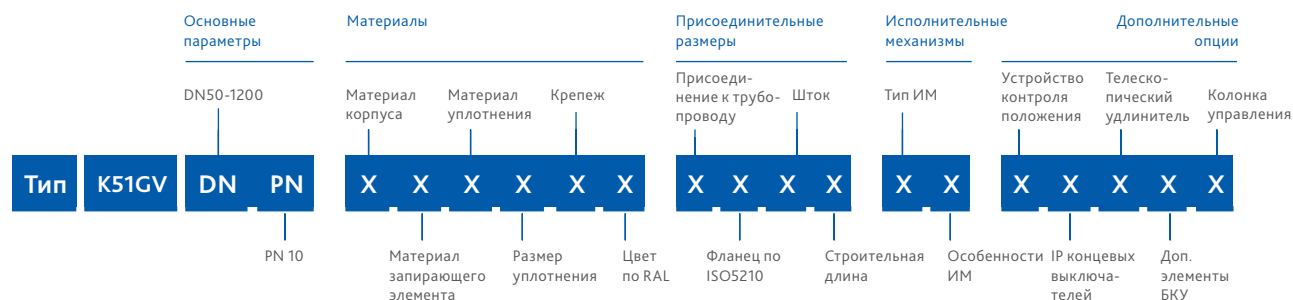 Основные
параметры
Материалы
Присоединительные
размеры
Исполнительные
механизмы
Дополнительные
опции
DN50-1200
Материал
корпуса
Материал
уплотнения
Крепеж
Присоеди-
нение к трубо-
проводу
Шток
Тип ИМ
Устройство
контроля
положения
Телеско-
пический
удлинитель
Колонка
управления
Тип K51GV DN PN X X X X X X X X X X X X X X X X X
PN 10
Материал
запирающего
элемента
Размер
уплотнения
Цвет
по RAL
Фланец по
ISO5210
Строительная
длина
Особенности
ИМ
IP концевых
выключа-
телей
Доп.
элементы
БКУ